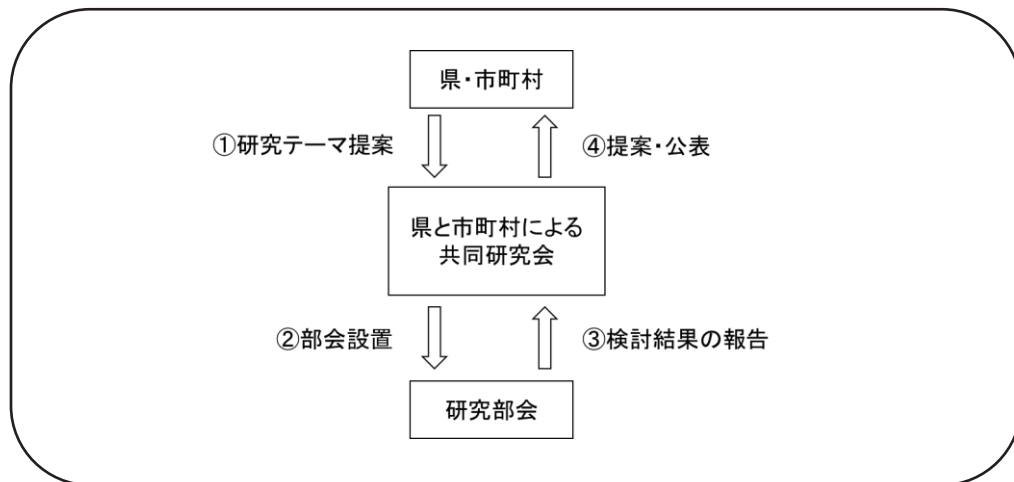 県・市町村
①研究テーマ提案
④提案・公表
県と市町村による
共同研究会
②部会設置
③検討結果の報告
研究部会